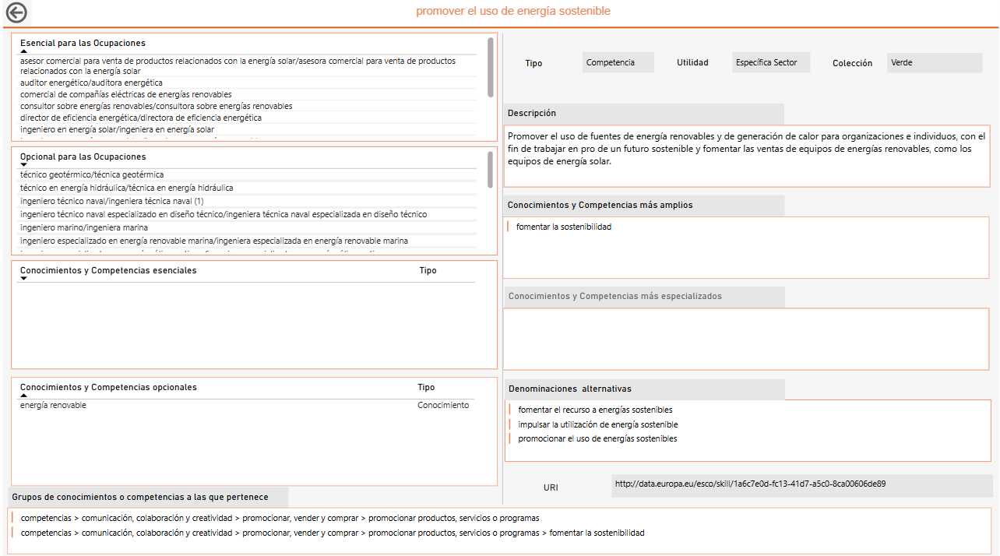 promover el uso de energía sostenible
Esencial para las Ocupaciones
asesor comercial para venta de productos relacionados con la energía solar/asesora comercial para venta de productos
relacionados con la energía solar
auditor energético/auditora energética
comercial de compañías eléctricas de energías renovables
consultor sobre energías renovables/consultora sobre energías renovables
director de eficiencia energética/directora de eficiencia energética
ingeniero en energía solar/ingeniera en energía solar
Opcional para las Ocupaciones
técnico geotérmico/técnica geotérmica
técnico en energía hidráulica/técnica en energía hidráulica
ingeniero técnico naval/ingeniera técnica naval (1)
ingeniero técnico naval especializado en diseño técnico/ingeniera técnica naval especializada en diseño técnico
ingeniero marino/ingeniera marina
ingeniero especializado en energía renovable marina/ingeniera especializada en energía renovable marina
Conocimientos y Competencias esenciales Tipo
Conocimientos y Competencias opcionales Tipo
energía renovable Conocimiento
Tipo Competencia Utilidad Específica Sector Colección Verde
Descripción
Promover el uso de fuentes de energía renovables y de generación de calor para organizaciones e individuos, con el
fin de trabajar en pro de un futuro sostenible y fomentar las ventas de equipos de energías renovables, como los
equipos de energía solar.
Conocimientos y Competencias más amplios
fomentar la sostenibilidad
Conocimientos y Competencias más especializados
Denominaciones alternativas
fomentar el recurso a energías sostenibles
impulsar la utilización de energía sostenible
promocionar el uso de energías sostenibles
URI http://data.europa.eu/esco/skill/1a6c7e0d-fc13-41d7-a5c0-8ca00606de89
Grupos de conocimientos o competencias a las que pertenece
competencias > comunicación, colaboración y creatividad > promocionar, vender y comprar > promocionar productos, servicios o programas
competencias > comunicación, colaboración y creatividad > promocionar, vender y comprar > promocionar productos, servicios o programas > fomentar la sostenibilidad